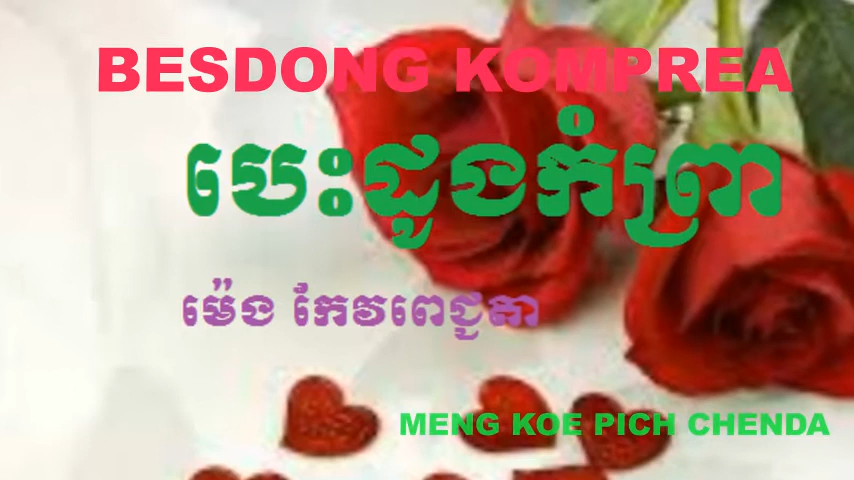 BESDONG KOMPREA
បេះដូងកំព្រា
ម៉េង កែវពេជ្ជតា
MENG KOE PICH CHENDA